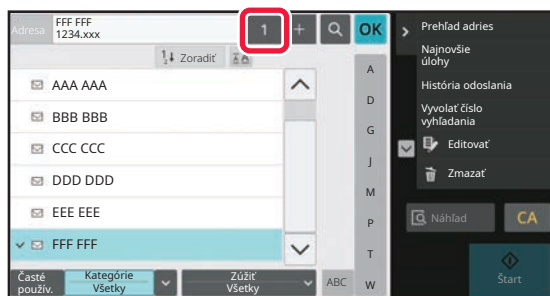 Adresa
FFF FFF
1234.xxx
1
+
OK
Zoradiť
AAA AAA
BBB BBB
CCC CCC
DDD DDD
EEE EEE
FFF FFF
A
D
G
J
M
P
T
W
Časté
použív.
Kategórie
Všetky
Zúžiť
Všetky
ABC
Prehľad adries
Najnovšie
úlohy
História odoslania
Vyvolať číslo
vyhľadania
Editovať
Zmazať
Náhľad
CA
Štart